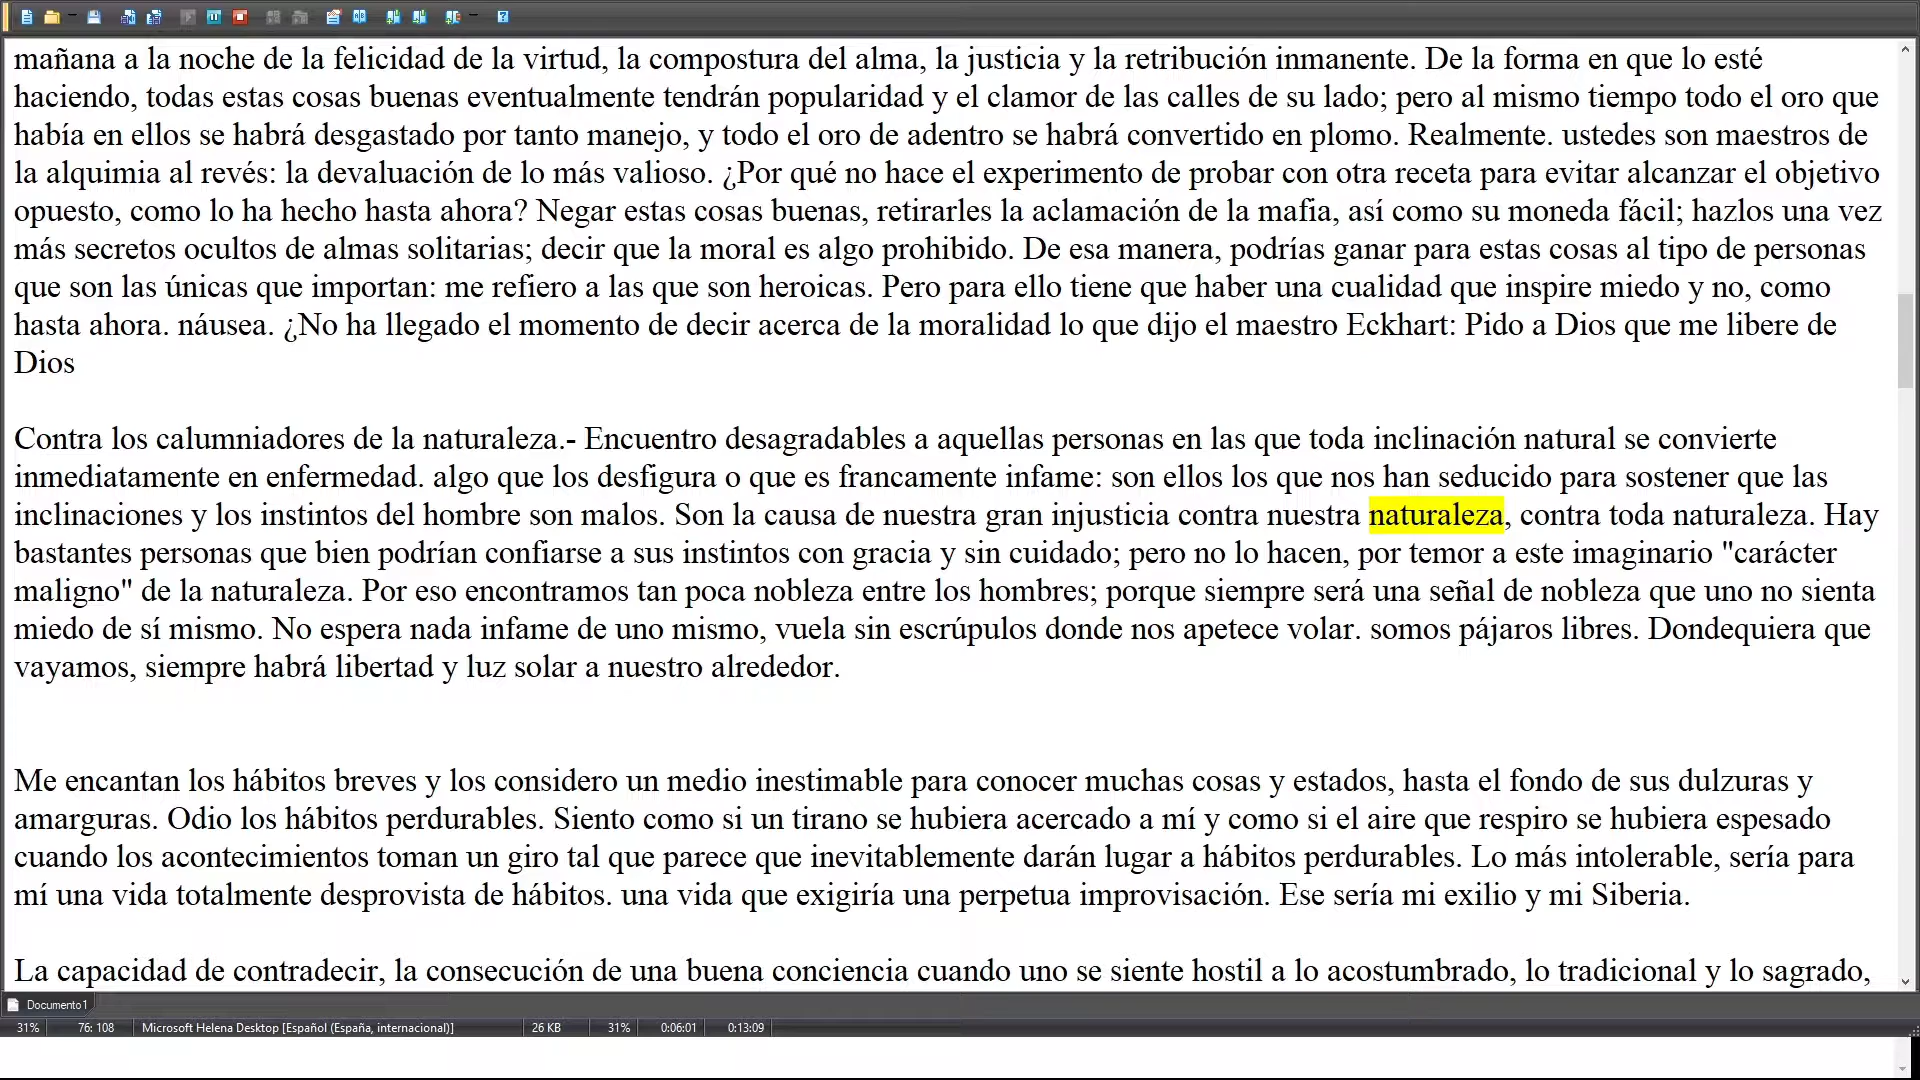 mañana a la noche de la felicidad de la virtud, la compostura del alma, la justicia y la retribución inmanente. De la forma en que lo esté
haciendo, todas estas cosas buenas eventualmente tendrán popularidad y el clamor de las calles de su lado; pero al mismo tiempo todo el oro que
había en ellos se habrá desgastado por tanto manejo, y todo el oro de adentro se habrá convertido en plomo. Realmente. ustedes son maestros de
la alquimia al revés: la devaluación de lo más valioso. ¿Por qué no hace el experimento de probar con otra receta para evitar alcanzar el objetivo
opuesto, como lo ha hecho hasta ahora? Negar estas cosas buenas, retirarles la aclamación de la mafia, así como su moneda fácil; hazlos una vez
más secretos ocultos de almas solitarias; decir que la moral es algo prohibido. De esa manera, podrías ganar para estas cosas al tipo de personas
que son las únicas que importan: me refiero a las que son heroicas. Pero para ello tiene que haber una cualidad que inspire miedo y no, como
hasta ahora. náusea. ¿No ha llegado el momento de decir acerca de la moralidad lo que dijo el maestro Eckhart: Pido a Dios que me libere de
Dios
Contra los calumniadores de la naturaleza.- Encuentro desagradables a aquellas personas en las que toda inclinación natural se convierte
inmediatamente en enfermedad. algo que los desfigura o que es francamente infame: son ellos los que nos han seducido para sostener que las
inclinaciones y los instintos del hombre son malos. Son la causa de nuestra gran injusticia contra nuestra naturaleza, contra toda naturaleza. Hay
bastantes personas que bien podrían confiarse a sus instintos con gracia y sin cuidado; pero no lo hacen, por temor a este imaginario "carácter
maligno" de la naturaleza. Por eso encontramos tan poca nobleza entre los hombres; porque siempre será una señal de nobleza que uno no sienta
miedo de sí mismo. No espera nada infame de uno mismo, vuela sin escrúpulos donde nos apetece volar. somos pájaros libres. Dondequiera que
vayamos, siempre habrá libertad y luz solar a nuestro alrededor.
Me encantan los hábitos breves y los considero un medio inestimable para conocer muchas cosas y estados, hasta el fondo de sus dulzuras y
amarguras. Odio los hábitos perdurables. Siento como si un tirano se hubiera acercado a mí y como si el aire que respiro se hubiera espesado
cuando los acontecimientos toman un giro tal que parece que inevitablemente darán lugar a hábitos perdurables. Lo más intolerable, sería para
mí una vida totalmente desprovista de hábitos. una vida que exigiría una perpetua improvisación. Ese sería mi exilio y mi Siberia.
La capacidad de contradecir, la consecución de una buena conciencia cuando uno se siente hostil a lo acostumbrado, lo tradicional y lo sagrado,
Documento1
31% 76: 108 Microsoft Helena Desktop [Español (España, internacional)] 26 KB 31% 0:06:01 0:13:09